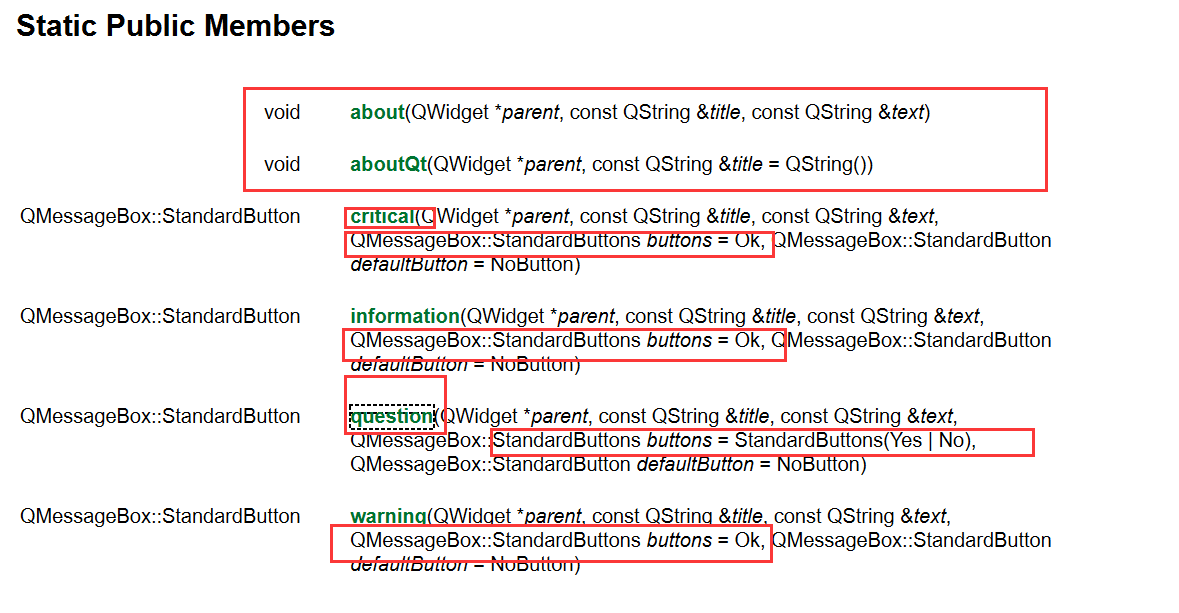 Static Public Members
void about(QWidget *parent, const QString &title, const QString &text)
void aboutQt(QWidget *parent, const QString &title = QString())
QMessageBox::StandardButton critical(QWidget *parent, const QString &title, const QString &text,
QMessageBox::StandardButtons buttons = Ok, QMessageBox::StandardButton
defaultButton = NoButton)
QMessageBox::StandardButton information(QWidget *parent, const QString &title, const QString &text,
QMessageBox::StandardButtons buttons = Ok, QMessageBox::StandardButton
defaultButton = NoButton)
QMessageBox::StandardButton question(QWidget *parent, const QString &title, const QString &text,
QMessageBox::StandardButtons buttons = StandardButtons(Yes | No),
QMessageBox::StandardButton defaultButton = NoButton)
QMessageBox::StandardButton warning(QWidget *parent, const QString &title, const QString &text,
QMessageBox::StandardButtons buttons = Ok, QMessageBox::StandardButton
defaultButton = NoButton)